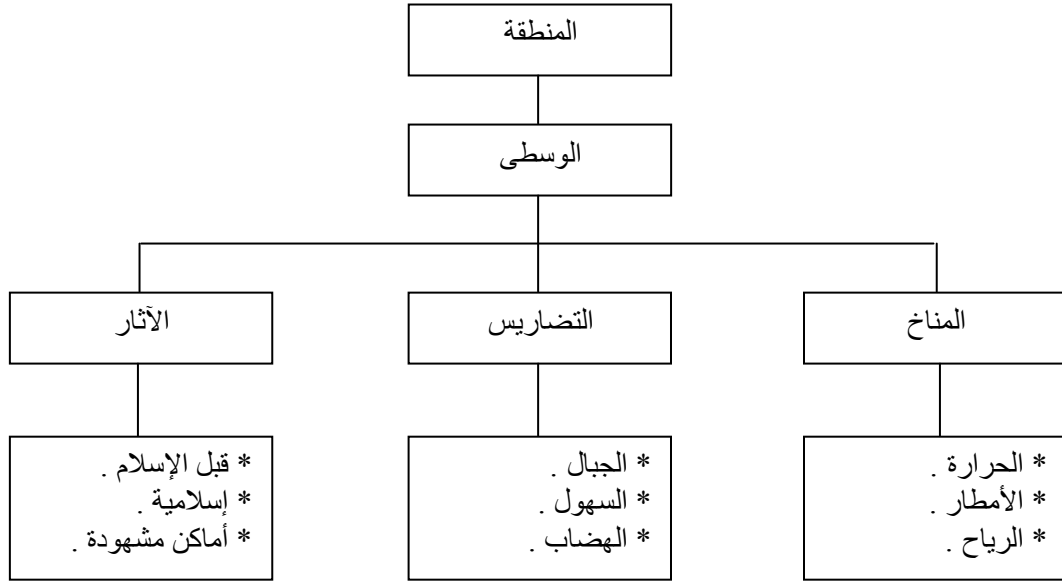 المنطقة
الوسطى
المناخ
التضاريس
الآثار
* الحرارة .
* الأمطار .
* الرياح .
* الجبال .
* السهول .
* الهضاب .
* قبل الإسلام .
* إسلامية .
* أماكن مشهودة .